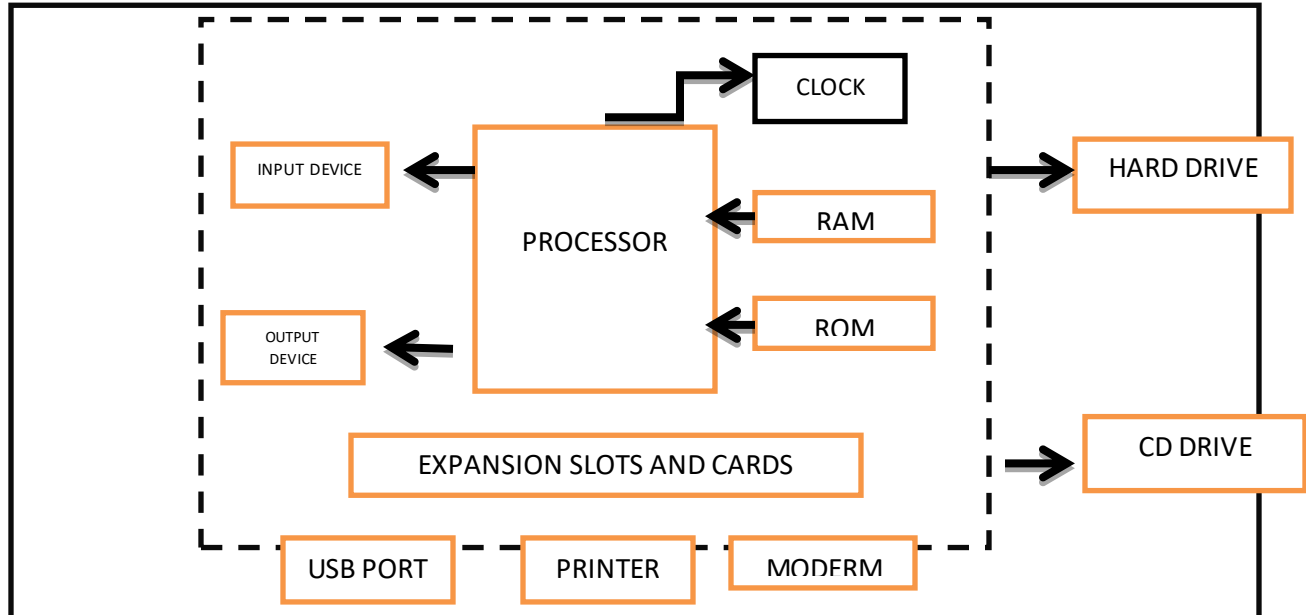 CLOCK
INPUT DEVICE
HARD DRIVE
RAM
PROCESSOR
ROM
OUTPUT
DEVICE
EXPANSION SLOTS AND CARDS
CD DRIVE
USB PORT
PRINTER
MODERM